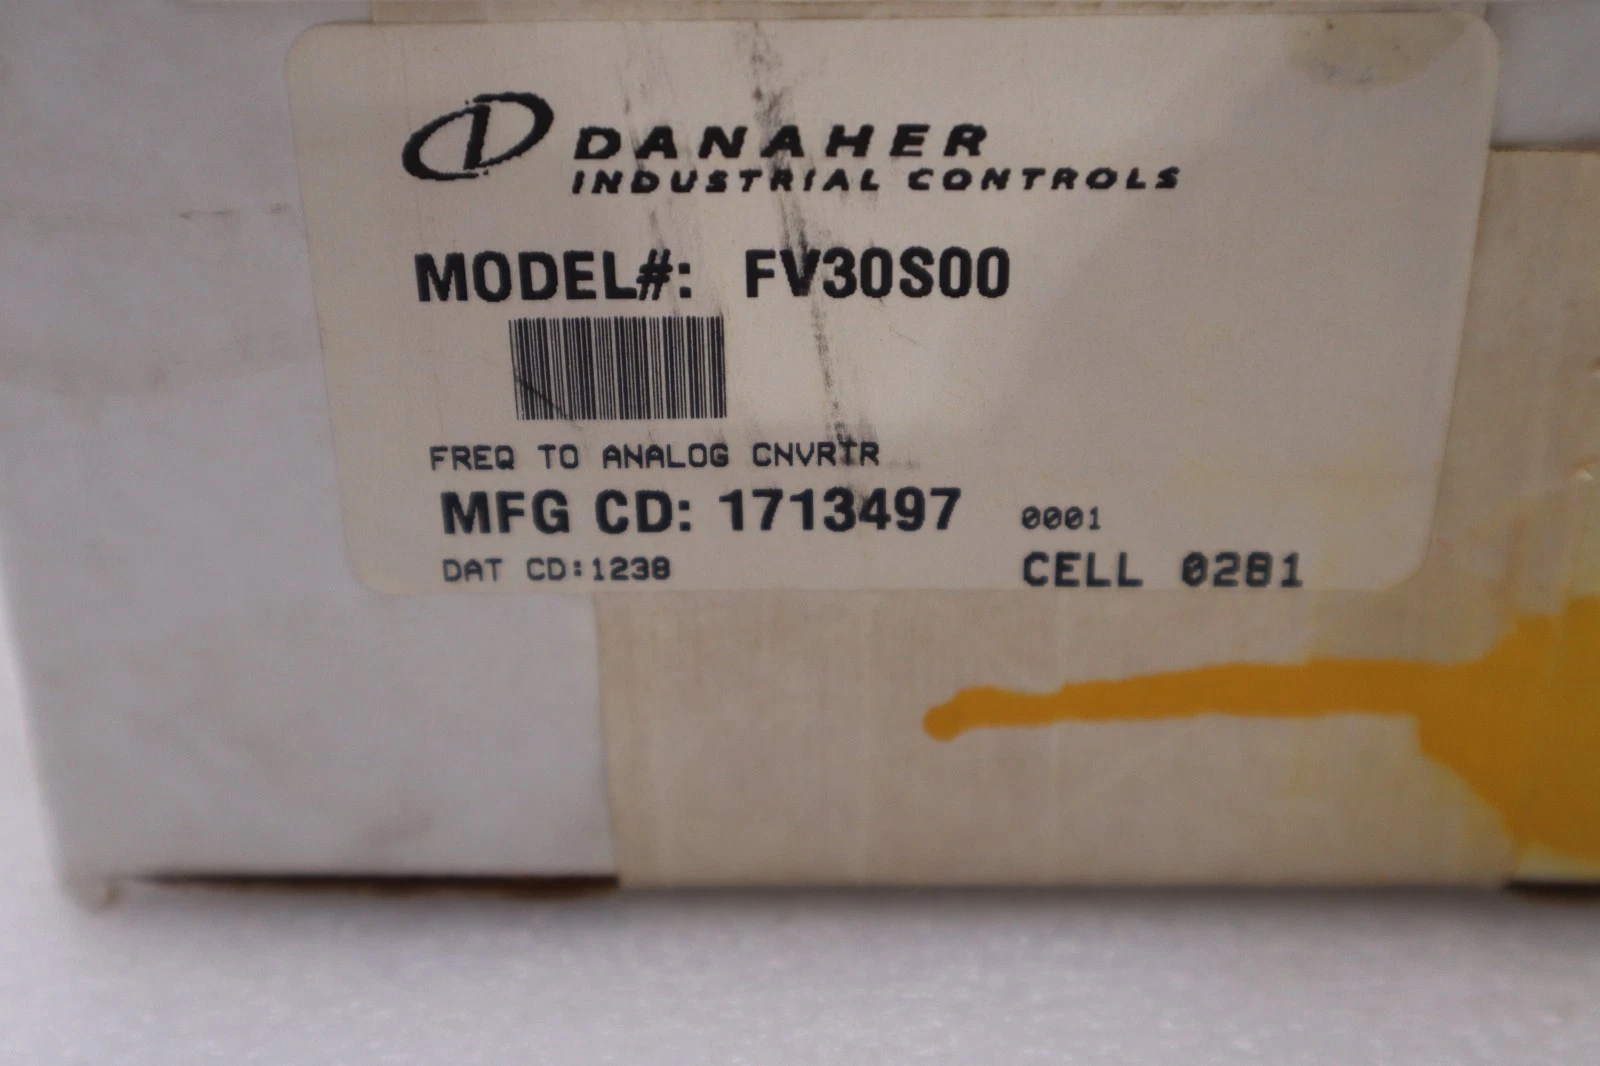 DANAHER
INDUSTRIAL CONTROLS
MODEL#: FV30S00
FREQ TO ANALOG CNVRTR
MFG CD: 1713497 0001
DAT CD:1238 CELL 0281